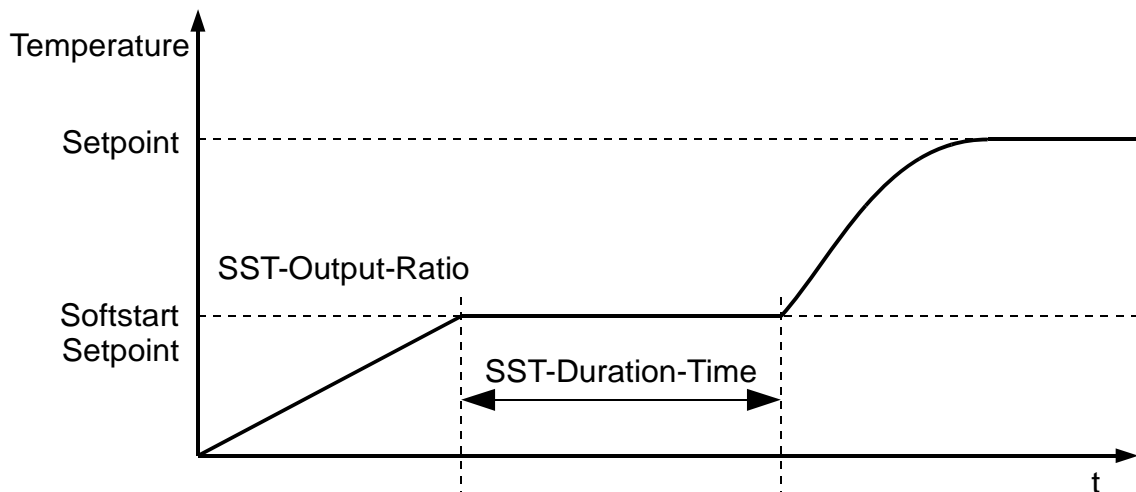 Temperature
Setpoint
SST-Output-Ratio
Softstart
Setpoint
SST-Duration-Time
t